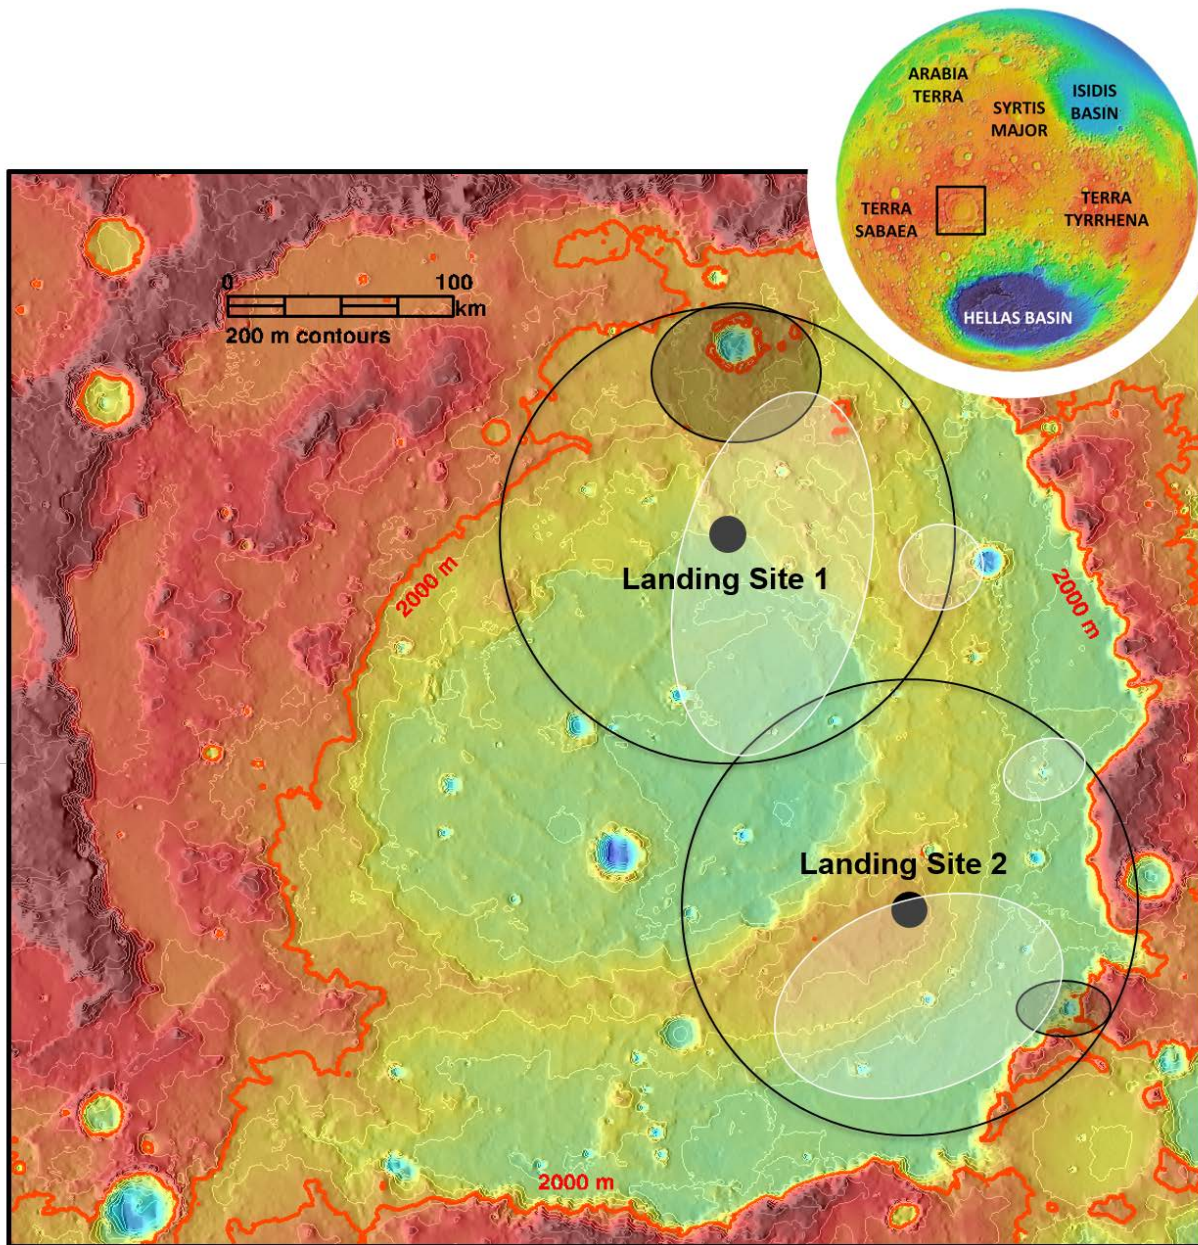 ARABIA
TERRA
ISIDIS
BASIN
SYRTIS
MAJOR
TERRA
SABAEA
TERRA
TYRRHENA
HELLAS BASIN
0 100
km
200 m contours
2000 m
Landing Site 1
2000 m
Landing Site 2
2000 m